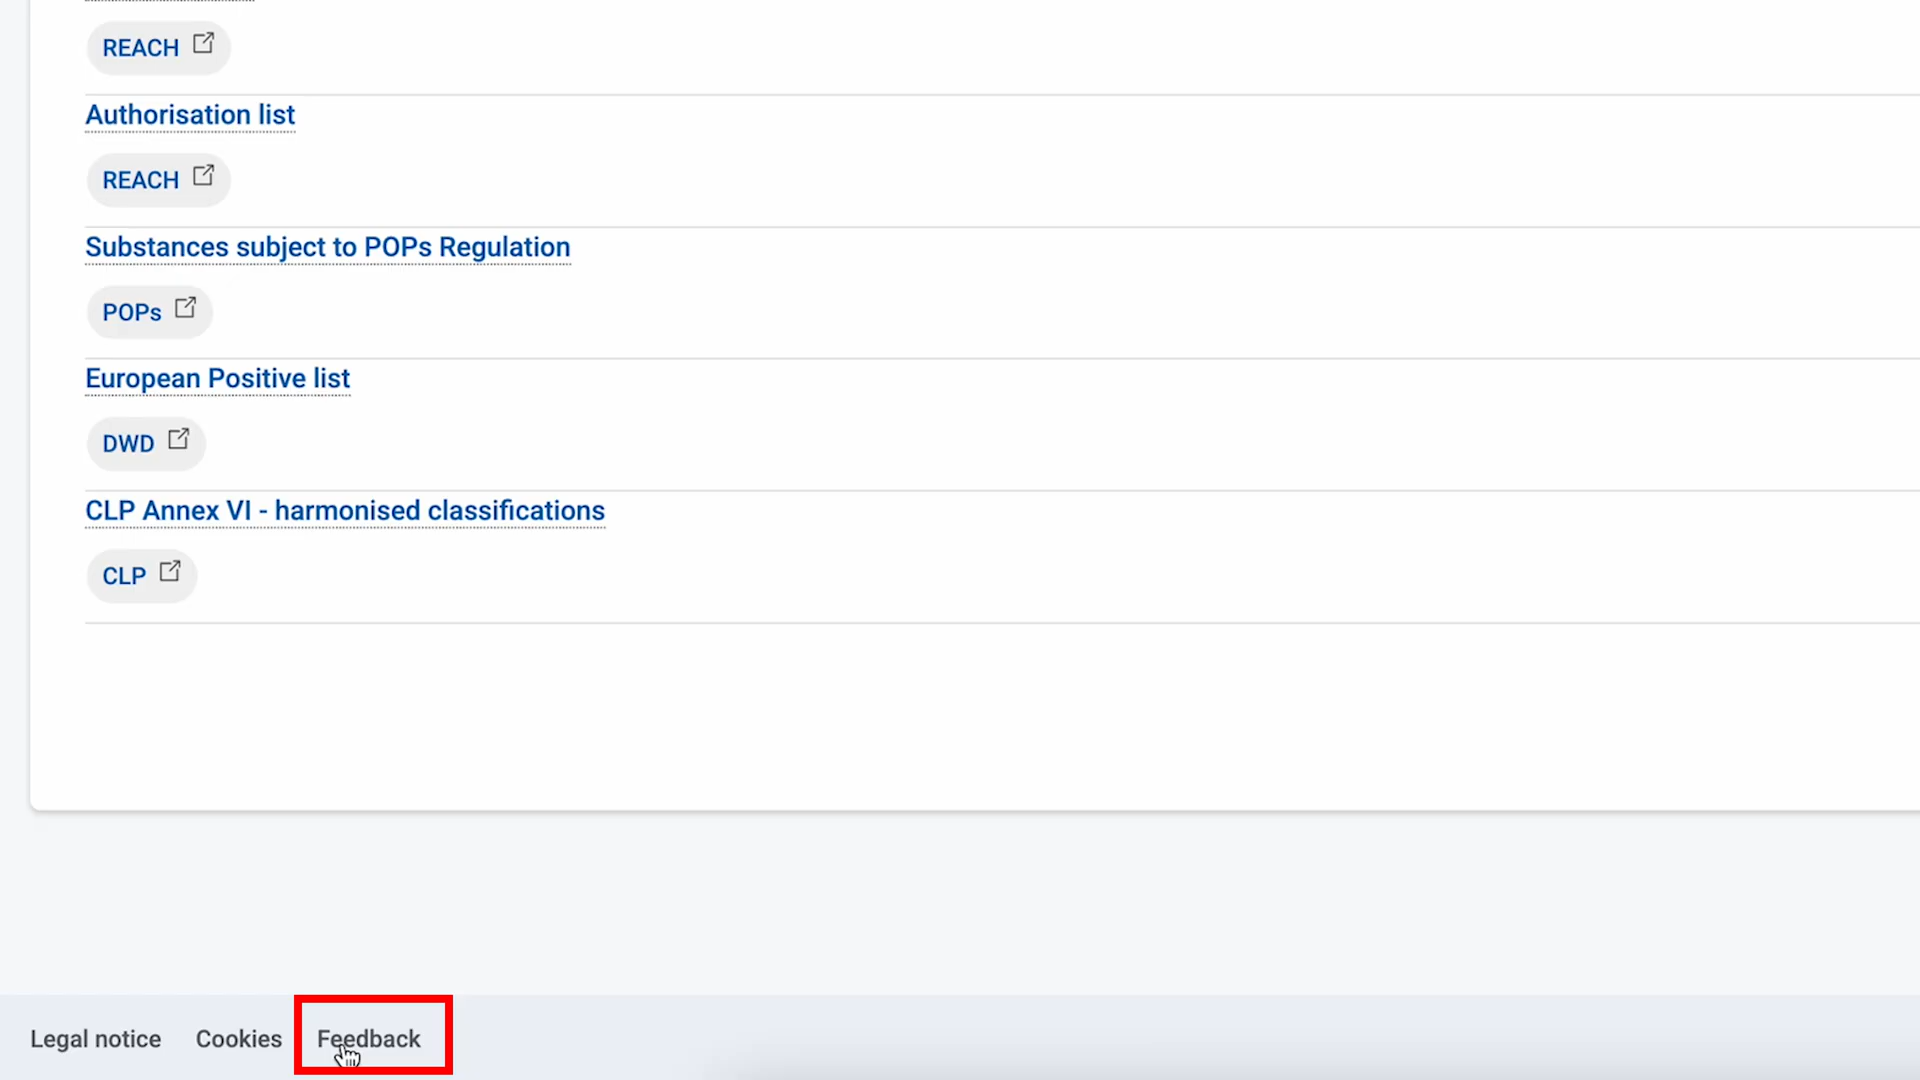 REACH
Authorisation list
REACH
Substances subject to POPs Regulation
POPs
European Positive list
DWD
CLP Annex VI - harmonised classifications
CLP
Legal notice Cookies Feedback